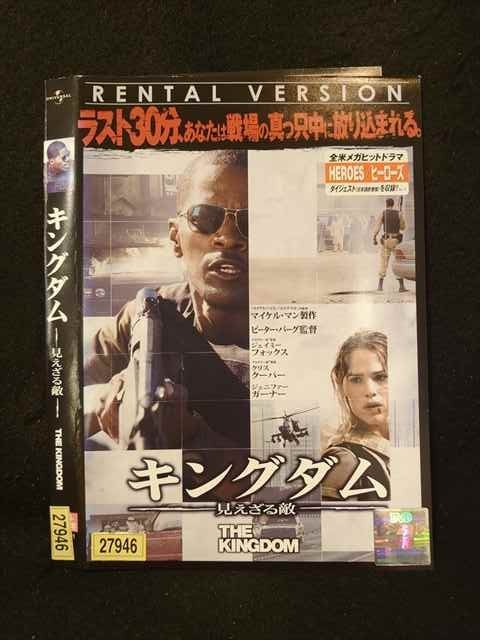 UNIVERSAL
RENTAL VERSION
ラスト30分、あなたは戦場の真っ只中に放り込まれる。
全米メガヒットドラマ
HEROES ヒーローズ
マイケル・マン製作
ピーター・バーグ監督
ジェイミー
フォックス
クリス
クーパー
ジェニファー
ガーナー
キングダム
見えざる敵
THE
KINGDOM
27946
DVD
キングダム
見えざる敵
THE KINGDOM
27946